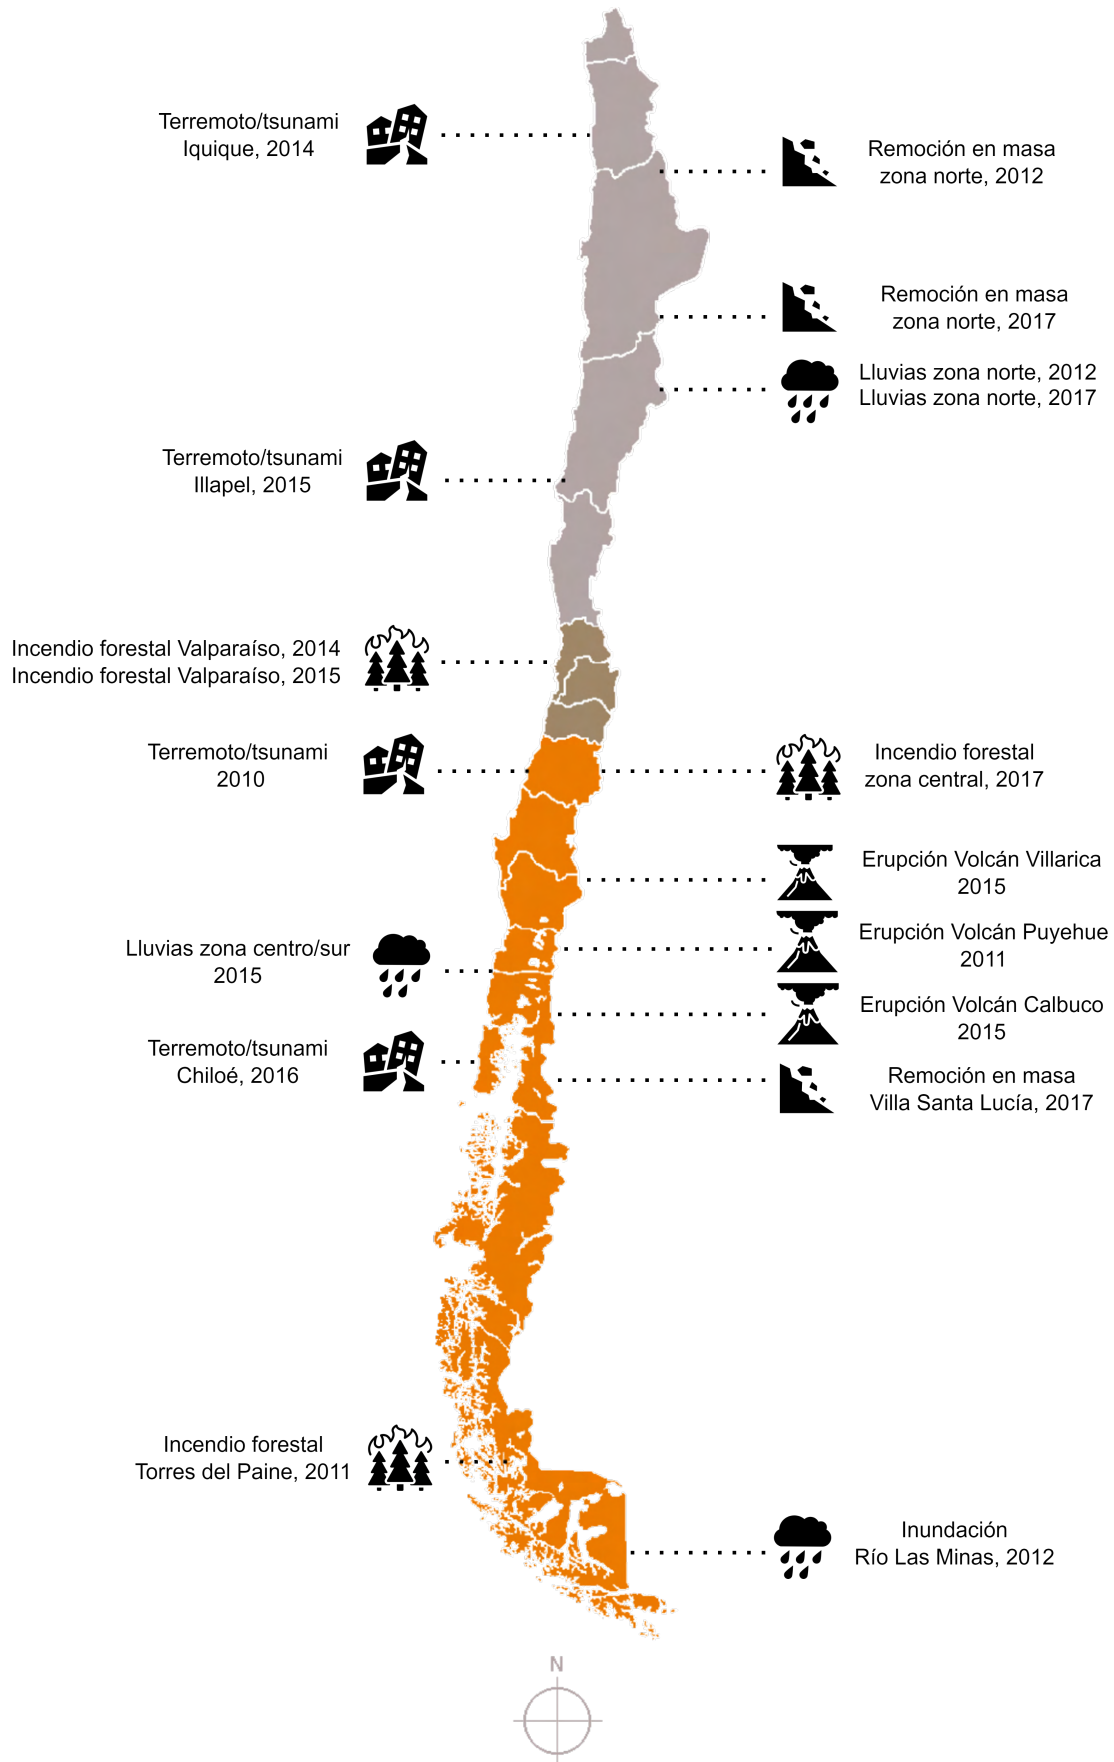 Terremoto/tsunami
Iquique, 2014
Remoción en masa
zona norte, 2012
Remoción en masa
zona norte, 2017
Lluvias zona norte, 2012
Lluvias zona norte, 2017
Terremoto/tsunami
Illapel, 2015
Incendio forestal Valparaíso, 2014
Incendio forestal Valparaíso, 2015
Terremoto/tsunami
2010
Incendio forestal
zona central, 2017
Erupción Volcán Villarica
2015
Erupción Volcán Puyehue
2011
Lluvias zona centro/sur
2015
Erupción Volcán Calbuco
2015
Terremoto/tsunami
Chiloé, 2016
Remoción en masa
Villa Santa Lucía, 2017
Incendio forestal
Torres del Paine, 2011
Inundación
Río Las Minas, 2012
N